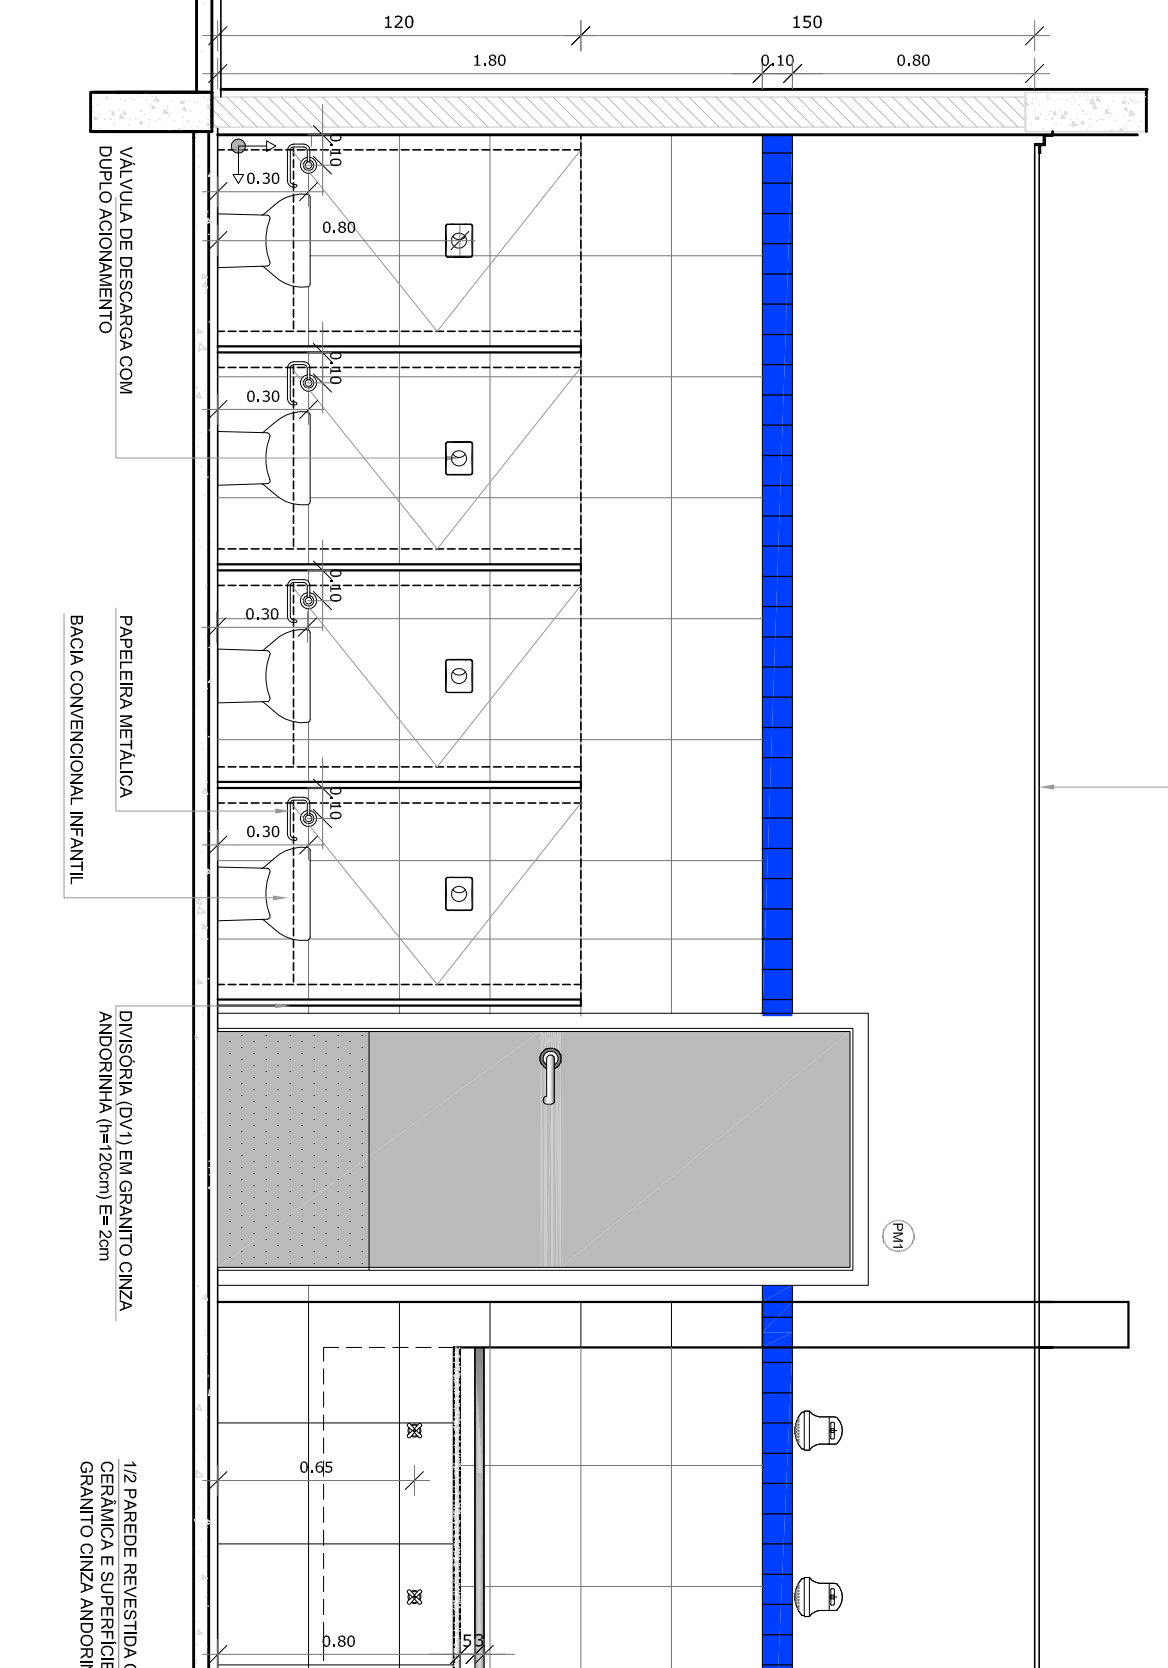 120
150
1.80
0.10
0.80
VÁLVULA DE DESCARGA COM
DUPLO ACIONAMENTO
0.10
0.30
0.80
0.10
0.30
0.10
0.30
PAPELEIRA METÁLICA
BACIA CONVENCIONAL INFANTIL
0.10
0.30
DIVISÓRIA (DV1) EM GRANITO CINZA
ANDORINHA (h=120cm) E= 2cm
PM1
0.65
1/2 PAREDE REVESTIDA
CERÂMICA E SUPERFÍCIE
GRANITO CINZA
0.80
53